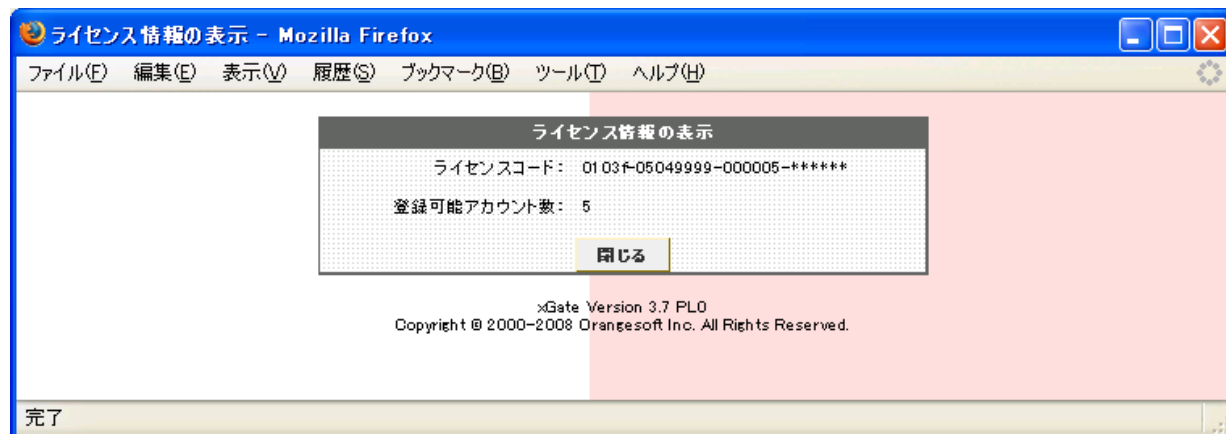 ライセンス情報の表示 - Mozilla Firefox
ファイル(F) 編集(E) 表示(V) 履歴(S) ブックマーク(B) ツール(T) ヘルプ(H)
ライセンス情報の表示
ライセンスコード： 0103f-05049999-000005-******
登録可能アカウント数： 5
閉じる
xGate Version 3.7 PL0
Copyright © 2000-2008 Orangesoft Inc. All Rights Reserved.
完了